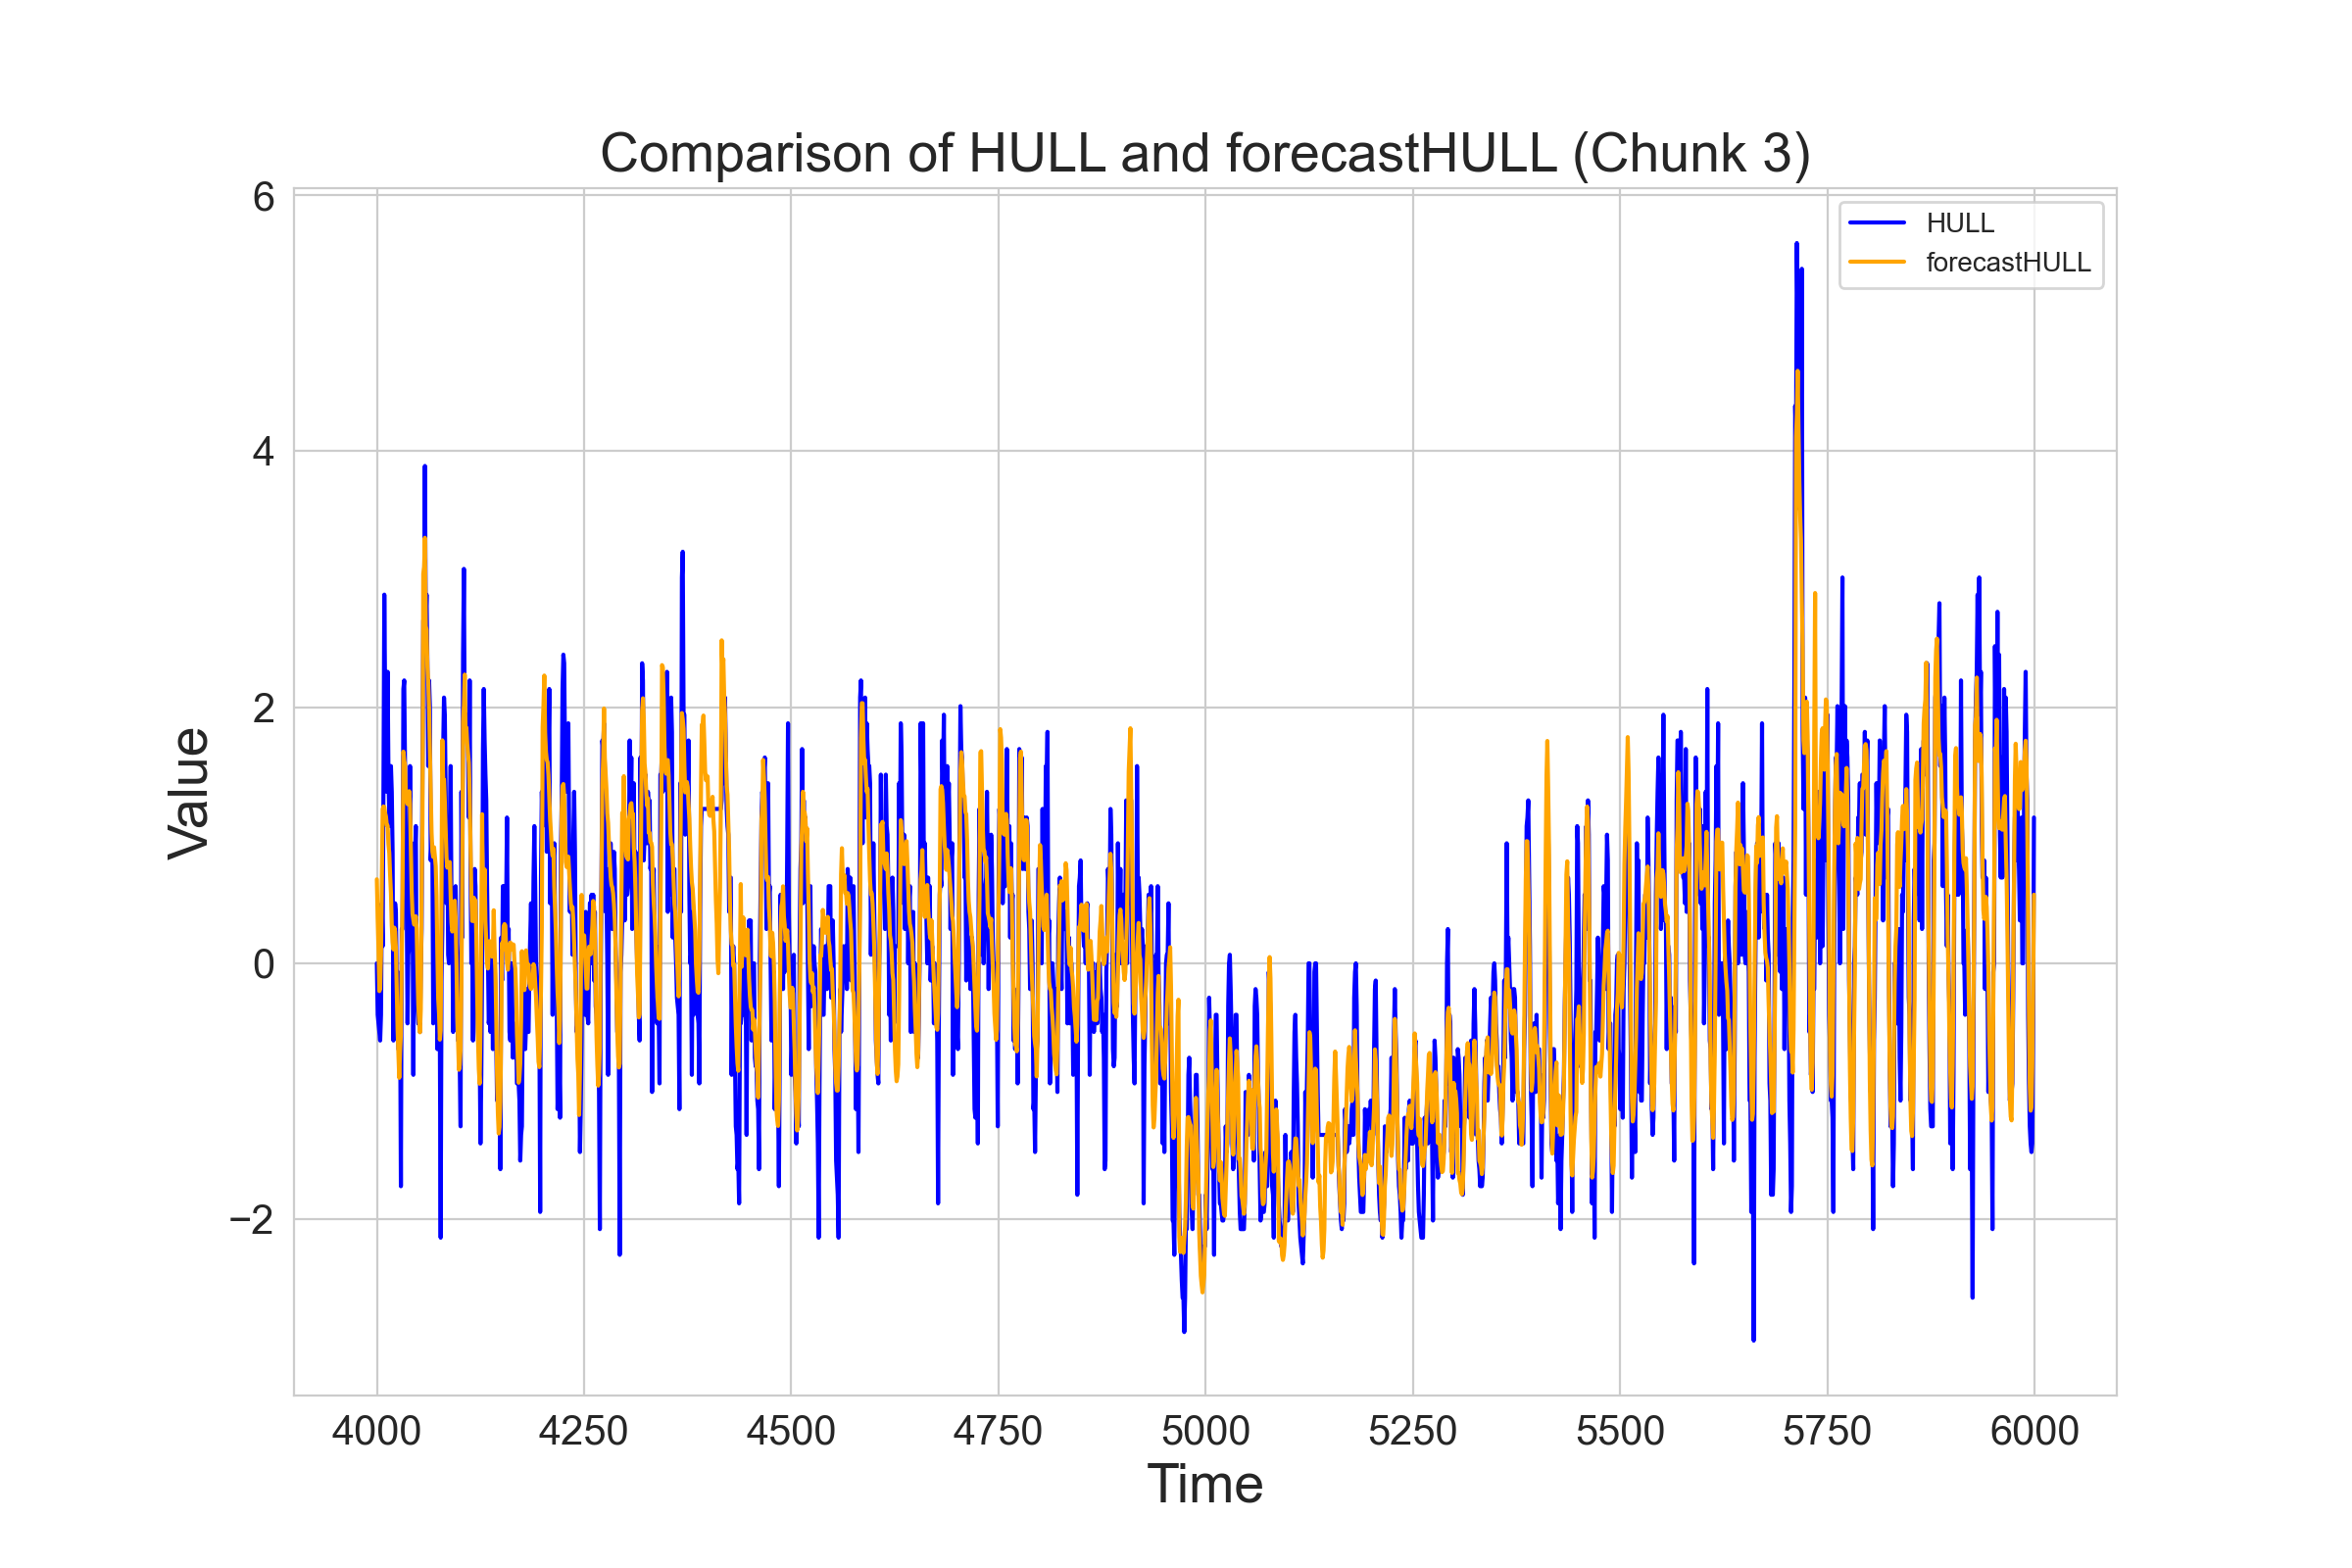 Comparison of HULL and forecastHULL (Chunk 3)
6
4
2
0
−2
Value
HULL
forecastHULL
4000 4250 4500 4750 5000 5250 5500 5750 6000
Time